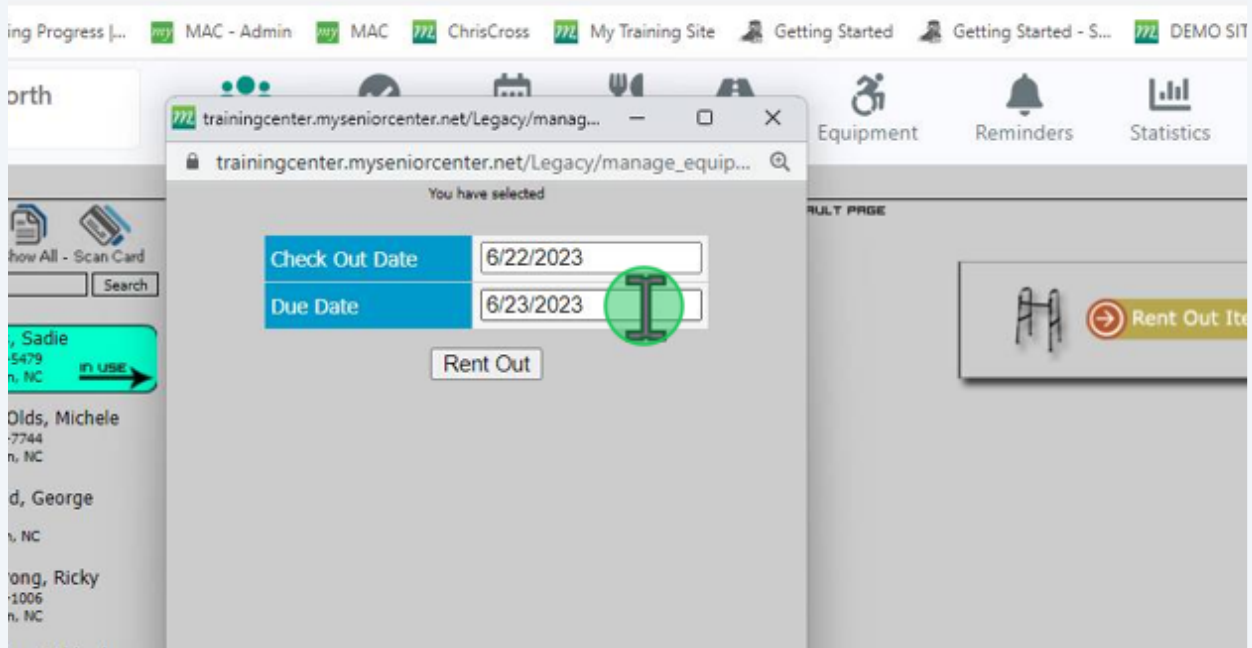 ing Progress |...
MAC - Admin
MAC
ChrisCross
My Training Site
Getting Started
Getting Started - S...
DEMO SIT
orth
trainingcenter.myseniorcenter.net/Legacy/manag...
Equipment
Reminders
Statistics
trainingcenter.myseniorcenter.net/Legacy/manage_equip...
You have selected
AULT PAGE
how All - Scan Card
Search
Check Out Date 6/22/2023
Due Date 6/23/2023
Rent Out
Rent Out Ite
, Sadie
-5479
n, NC
IN USE
Olds, Michele
-7744
n, NC
d, George
n, NC
rong, Ricky
-1006
n, NC